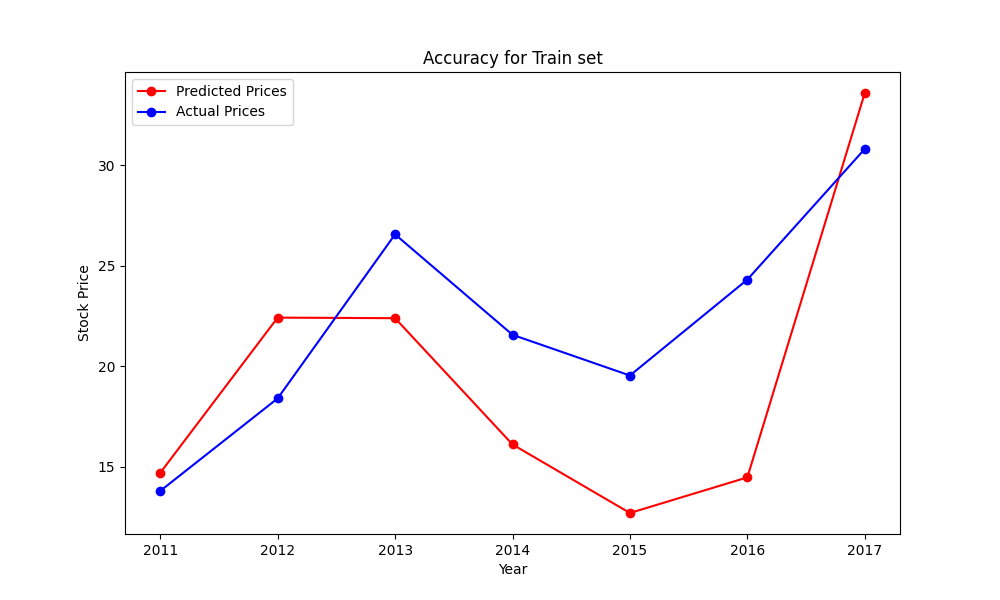 Accuracy for Train set
Predicted Prices
Actual Prices
30
25
20
15
Stock Price
2011 2012 2013 2014 2015 2016 2017
Year